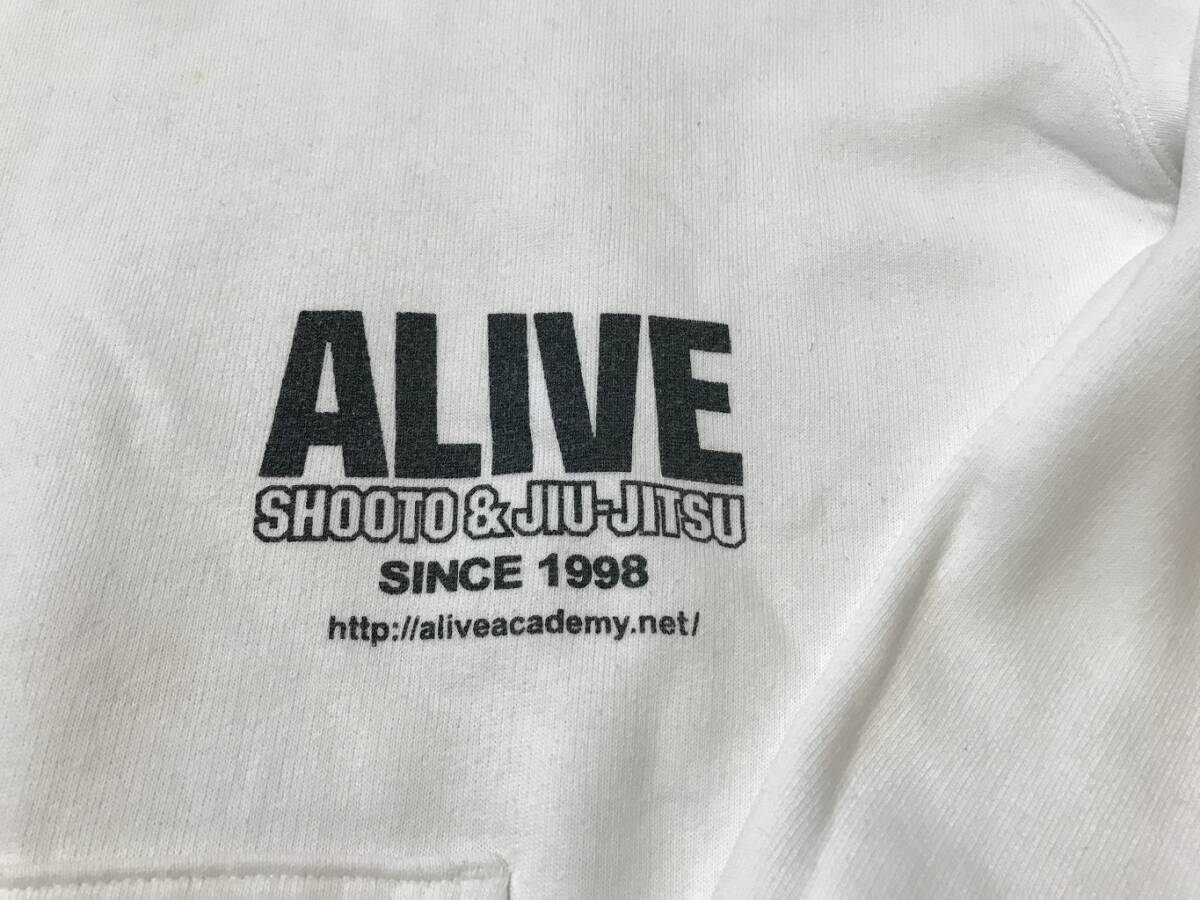 ALIVE
SHOOTO & JIU-JITSU
SINCE 1998
http://aliveacademy.net/